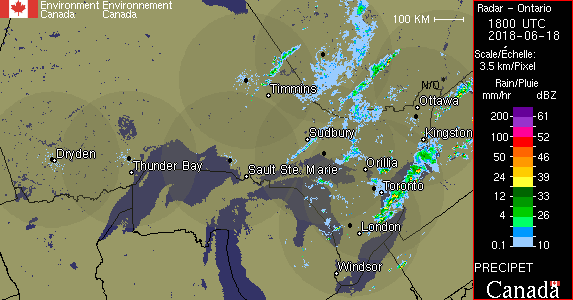 Environment Environnement
Canada Canada
100 KM
Timmins
N/O
Ottawa
Sudbury
Kingston
Dryden
Thunder Bay
Sault Ste. Marie
Orillia
Toronto
London
Windsor
Radar - Ontario
1800 UTC
2018-06-18
Scale/Échelle:
3.5 km/Pixel
Rain/Pluie
mm/hr dBZ
200 61
100 52
50 46
24 39
12 33
4 26
0.1 10
PRECIPET
Canada